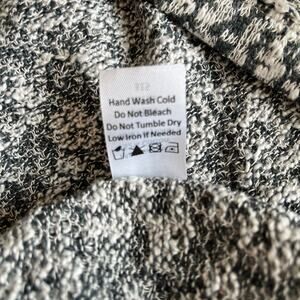 Hand Wash Cold
Do Not Bleach
Do Not Tumble Dry
Low Iron If Needed